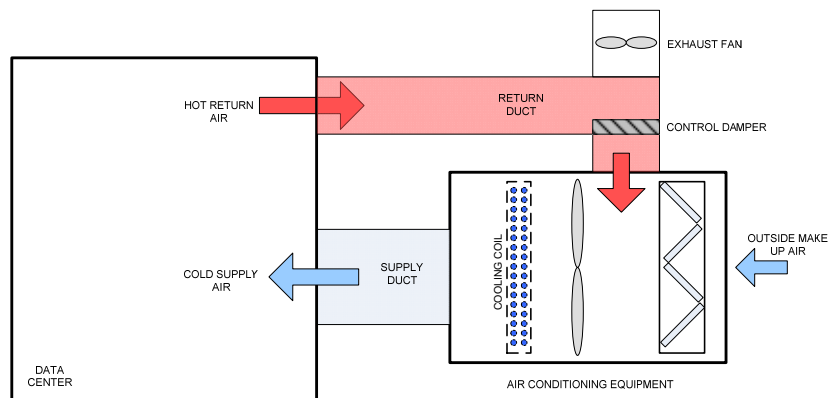 EXHAUST FAN
HOT RETURN
AIR
RETURN
DUCT
CONTROL DAMPER
OUTSIDE MAKE
UP AIR
COLD SUPPLY
AIR
SUPPLY
DUCT
COOLING COIL
DATA
CENTER
AIR CONDITIONING EQUIPMENT